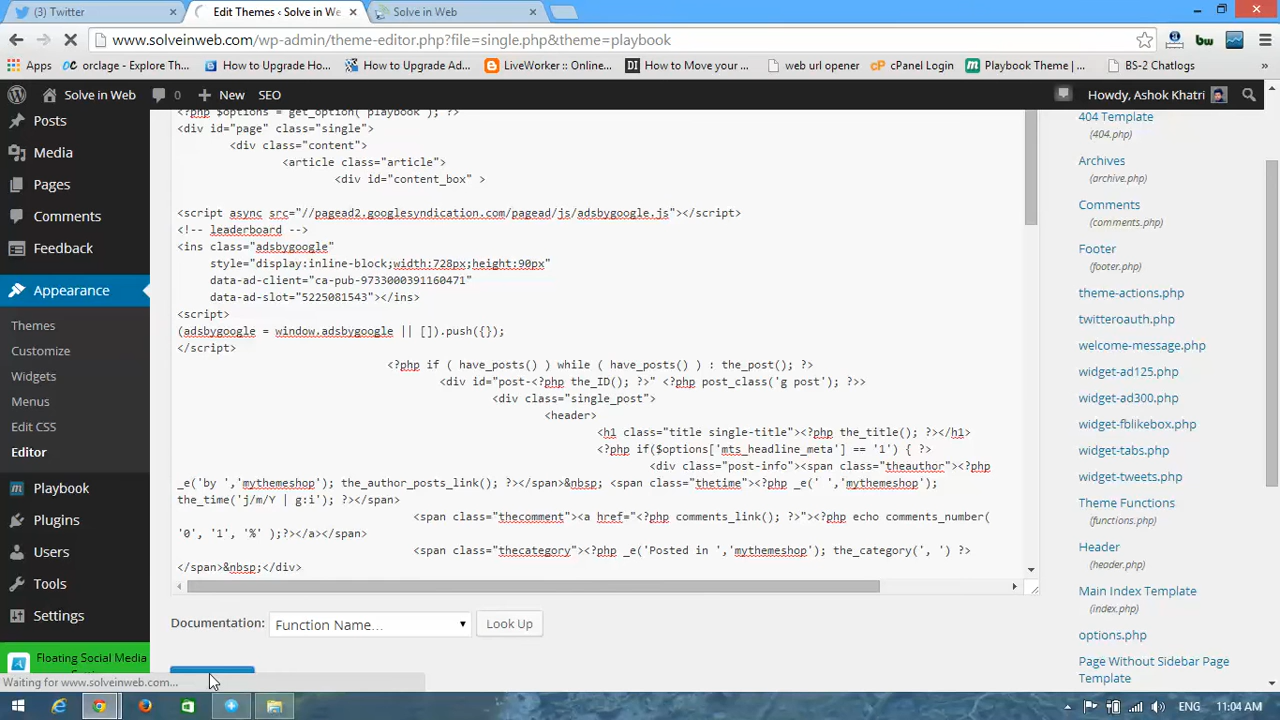 (3) Twitter
Edit Themes ‹ Solve in We
Solve in Web
www.solveinweb.com/wp-admin/theme-editor.php?file=single.php&theme=playbook
Apps
orclage - Explore Th...
How to Upgrade Ho...
How to Upgrade Ad...
LiveWorker :: Online...
How to Move your ...
web url opener
cPanel Login
Playbook Theme | ...
BS-2 Chatlogs
Solve in Web
0
New
SEO
Howdy, Ashok Khatri
Posts
Media
Pages
Comments
Feedback
Appearance
Themes
Customize
Widgets
Menus
Edit CSS
Editor
Playbook
Plugins
Users
Tools
Settings
Floating Social Media
<?php $options = get_option('playbook'); ?>
<div id="page" class="single">
<div class="content">
<article class="article">
<div id="content_box" >
<script async src="//pagead2.googlesyndication.com/pagead/js/adsbygoogle.js"></script>
<!-- leaderboard -->
<ins class="adsbygoogle"
style="display:inline-block;width:728px;height:90px"
data-ad-client="ca-pub-9733000391160471"
data-ad-slot="5225081543"></ins>
<script>
(adsbygoogle = window.adsbygoogle || []).push({});
</script>
<?php if ( have_posts() ) while ( have_posts() ) : the_post(); ?>
<div id="post-<?php the_ID(); ?>" <?php post_class('g post'); ?>>
<div class="single_post">
<header>
<h1 class="title single-title"><?php the_title(); ?></h1>
<?php if($options['mts_headline_meta'] == '1') { ?>
<div class="post-info"><span class="theauthor"><?php
_e('by ','mythemeshop'); the_author_posts_link(); ?></span>&nbsp; <span class="thetime"><?php _e(' ','mythemeshop');
the_time('j/m/Y | g:i'); ?></span>
<span class="thecomment"><a href="<?php comments_link(); ?>"><?php echo comments_number(
'0', '1', '%' );?></a></span>
<span class="thecategory"><?php _e('Posted in ','mythemeshop'); the_category(', ') ?>
</span>&nbsp;</div>
Documentation:
Function Name...
Look Up
404 Template
(404.php)
Archives
(archive.php)
Comments
(comments.php)
Footer
(footer.php)
theme-actions.php
twitteroauth.php
welcome-message.php
widget-ad125.php
widget-ad300.php
widget-fblikebox.php
widget-tabs.php
widget-tweets.php
Theme Functions
(functions.php)
Header
(header.php)
Main Index Template
(index.php)
options.php
Page Without Sidebar Page
Template
Waiting for www.solveinweb.com...
ENG
11:04 AM